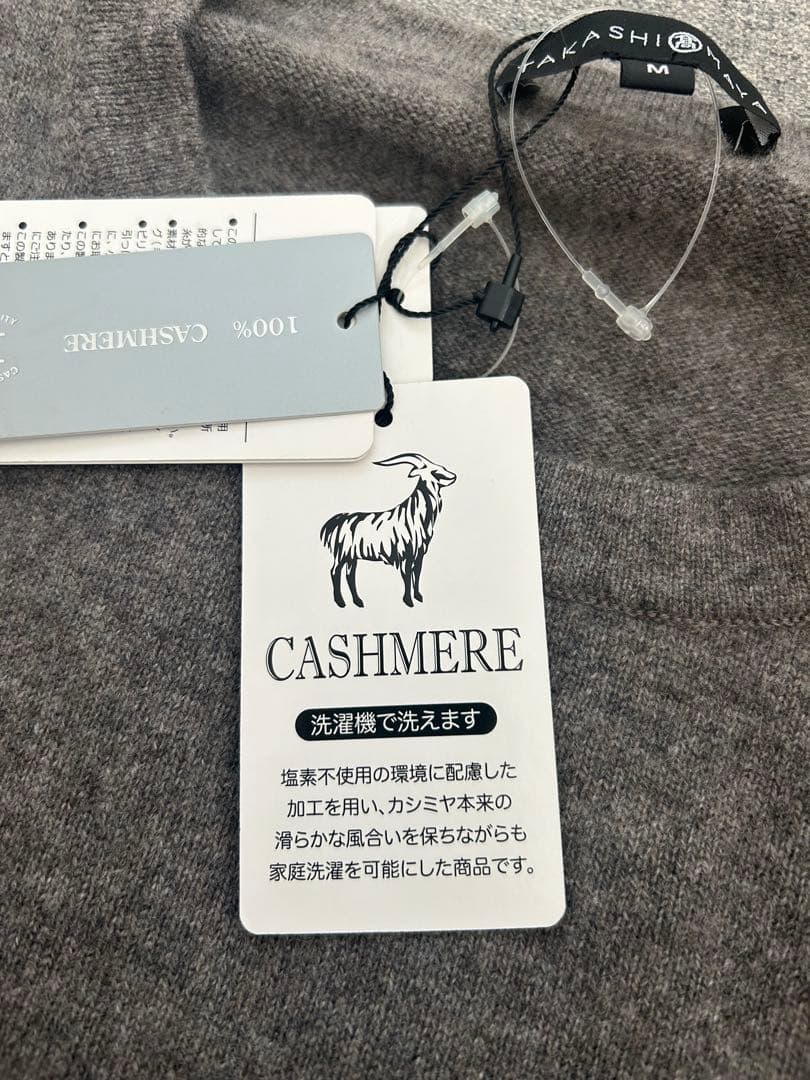 TAKASHI 髙 MAYA
M
100% CASHMERE
CASHMERE
洗濯機で洗えます
塩素不使用の環境に配慮した
加工を用い、カシミヤ本来の
滑らかな風合いを保ちながらも
家庭洗濯を可能にした商品です。